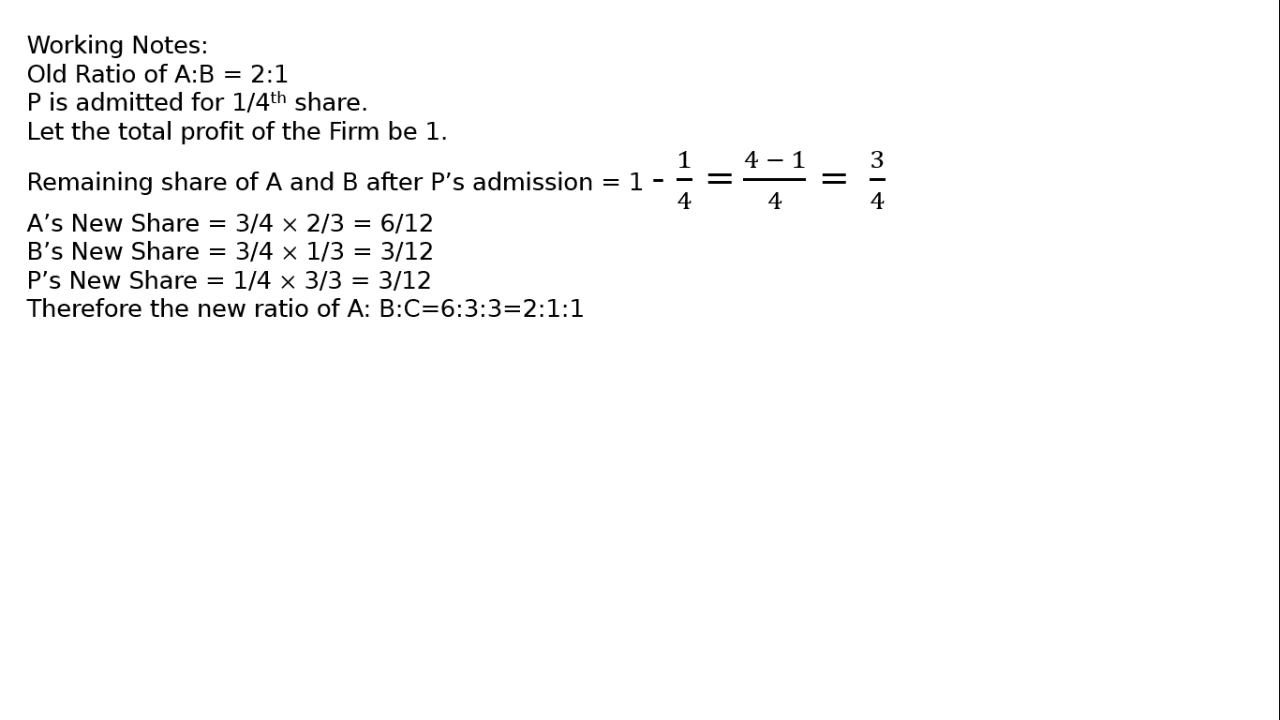 Working Notes:
Old Ratio of A:B = 2:1
P is admitted for 1/4ᵗʰ share.
Let the total profit of the Firm be 1.
Remaining share of A and B after P’s admission = 1 - 1/4 = (4 − 1)/4 = 3/4
A’s New Share = 3/4 × 2/3 = 6/12
B’s New Share = 3/4 × 1/3 = 3/12
P’s New Share = 1/4 × 3/3 = 3/12
Therefore the new ratio of A: B:C=6:3:3=2:1:1